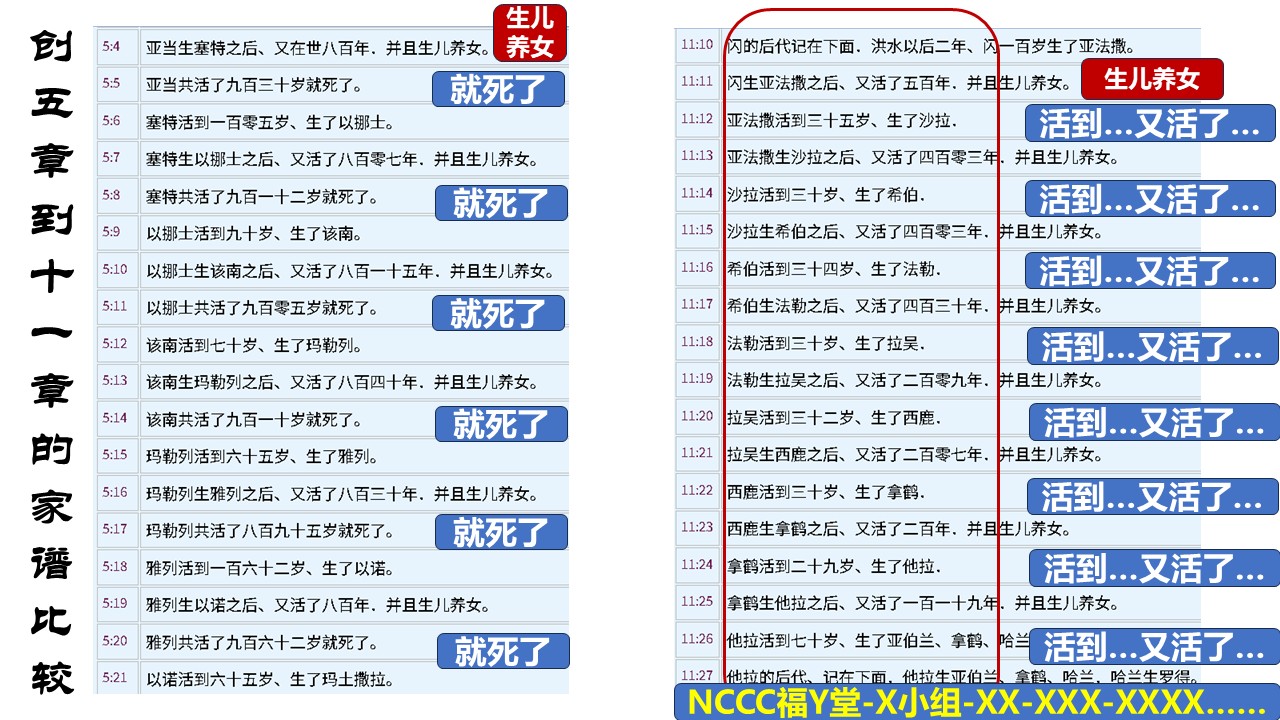 创五章到十一章的家谱比较
5:4 亚当生塞特之后、又在世八百年．并且生儿养女。
生儿
养女
5:5 亚当共活了九百三十岁就死了。
就死了
5:6 塞特活到一百零五岁、生了以挪士。
5:7 塞特生以挪士之后、又活了八百零七年．并且生儿养女。
5:8 塞特共活了九百一十二岁就死了。
就死了
5:9 以挪士活到九十岁、生了该南。
5:10 以挪士生该南之后、又活了八百一十五年．并且生儿养女。
5:11 以挪士共活了九百零五岁就死了。
就死了
5:12 该南活到七十岁、生了玛勒列。
5:13 该南生玛勒列之后、又活了八百四十年．并且生儿养女。
5:14 该南共活了九百一十岁就死了。
就死了
5:15 玛勒列活到六十五岁、生了雅列。
5:16 玛勒列生雅列之后、又活了八百三十年．并且生儿养女。
5:17 玛勒列共活了八百九十五岁就死了。
就死了
5:18 雅列活到一百六十二岁、生了以诺。
5:19 雅列生以诺之后、又活了八百年．并且生儿养女。
5:20 雅列共活了九百六十二岁就死了。
就死了
5:21 以诺活到六十五岁、生了玛土撒拉。
11:10 闪的后代记在下面．洪水以后二年、闪一百岁生了亚法撒。
11:11 闪生亚法撒之后、又活了五百年．并且生儿养女。
生儿养女
11:12 亚法撒活到三十五岁、生了沙拉．
活到...又活了...
11:13 亚法撒生沙拉之后、又活了四百零三年．并且生儿养女。
11:14 沙拉活到三十岁、生了希伯．
活到...又活了...
11:15 沙拉生希伯之后、又活了四百零三年．并且生儿养女。
11:16 希伯活到三十四岁、生了法勒．
活到...又活了...
11:17 希伯生法勒之后、又活了四百三十年．并且生儿养女。
11:18 法勒活到三十岁、生了拉吴．
活到...又活了...
11:19 法勒生拉吴之后、又活了二百零九年．并且生儿养女。
11:20 拉吴活到三十二岁、生了西鹿．
活到...又活了...
11:21 拉吴生西鹿之后、又活了二百零七年．并且生儿养女。
11:22 西鹿活到三十岁、生了拿鹤．
活到...又活了...
11:23 西鹿生拿鹤之后、又活了二百年．并且生儿养女。
11:24 拿鹤活到二十九岁、生了他拉．
活到...又活了...
11:25 拿鹤生他拉之后、又活了一百一十九年．并且生儿养女。
11:26 他拉活到七十岁、生了亚伯兰、拿鹤、哈兰
活到...又活了...
11:27 他拉的后代、记在下面．他拉生亚伯兰、拿鹤、哈兰．哈兰生罗得。
NCCC福Y堂-X小组-XX-XXX-XXXX......